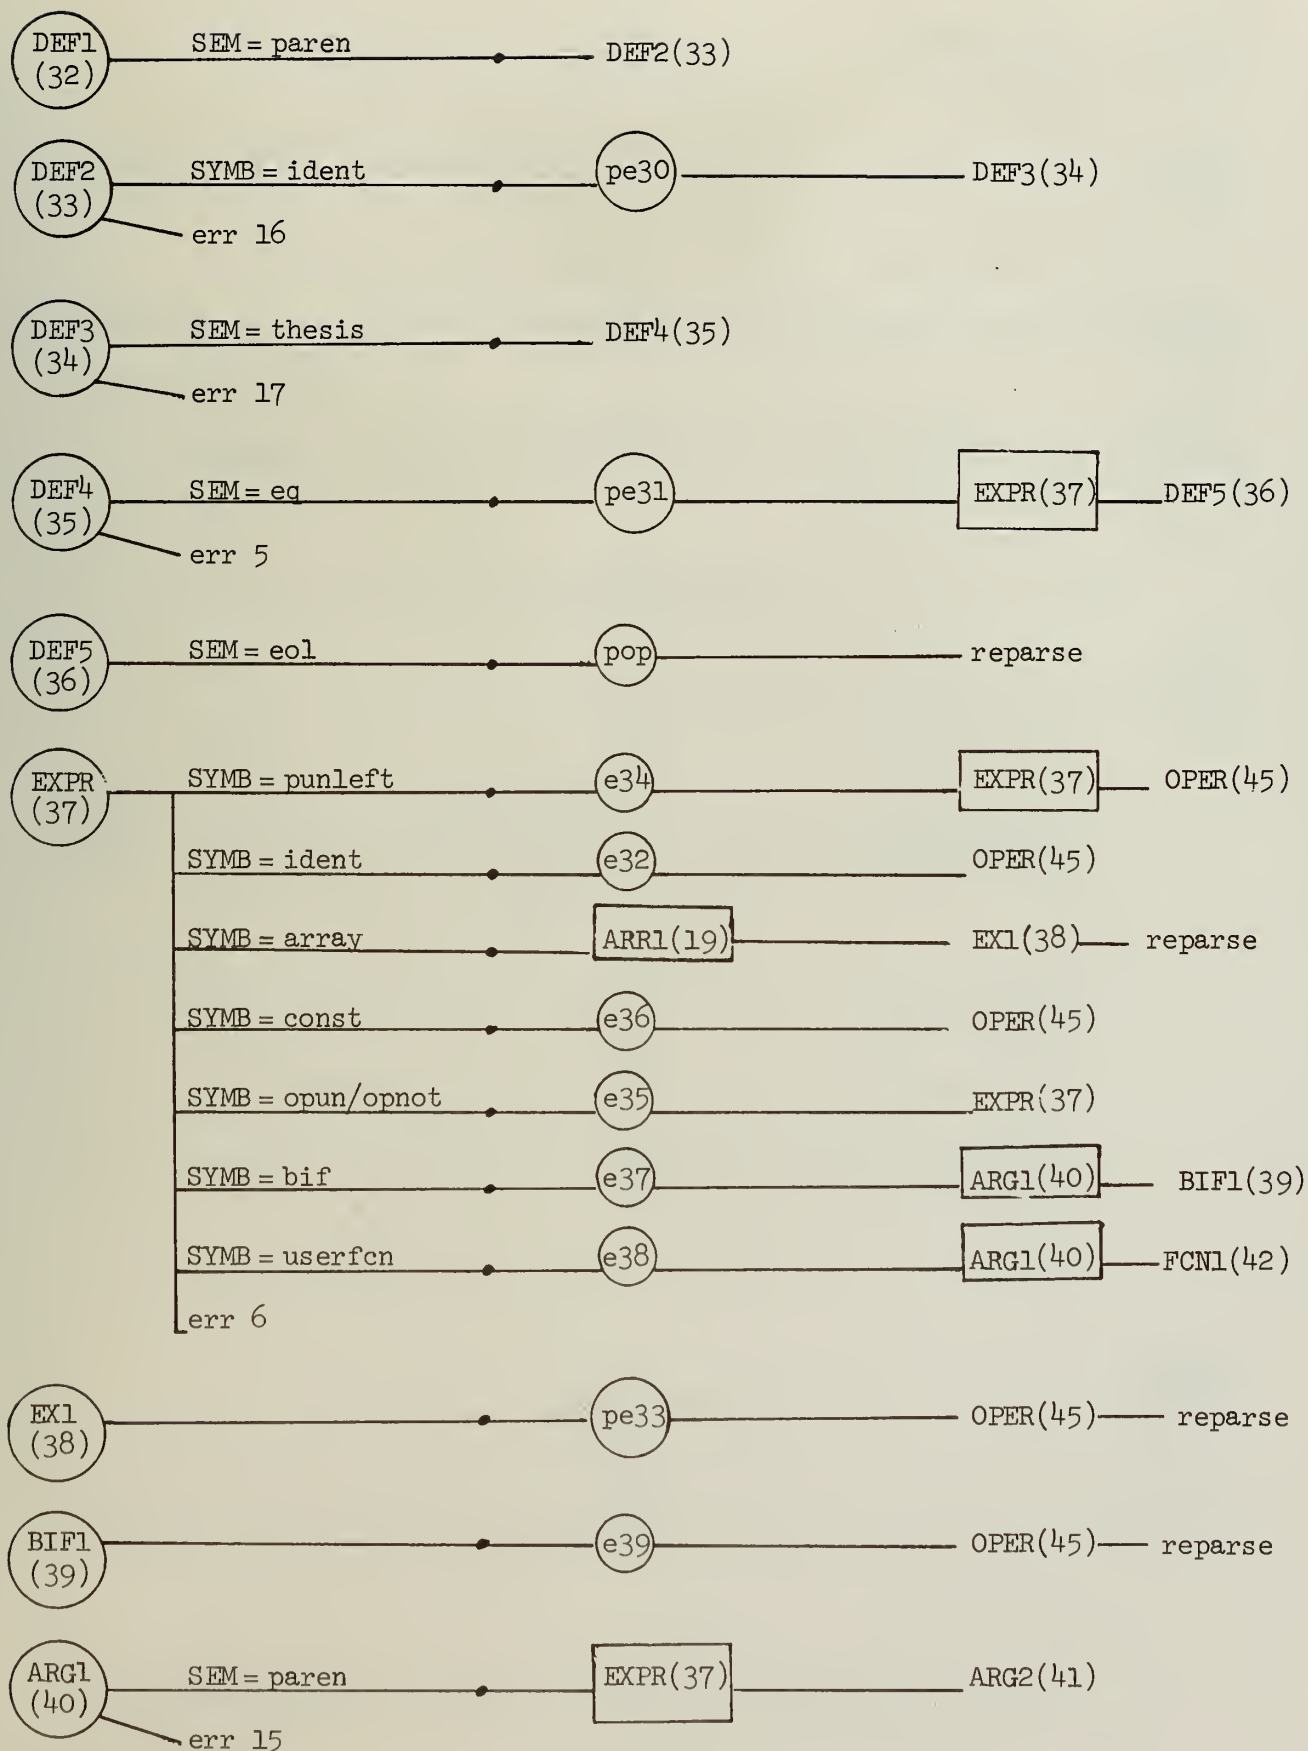 DEF1 (32) SEM = paren DEF2(33)
DEF2 (33) SYMB = ident pe30 DEF3(34)
err 16
DEF3 (34) SEM = thesis DEF4(35)
err 17
DEF4 (35) SEM = eq pe31 EXPR(37) DEF5(36)
err 5
DEF5 (36) SEM = eol pop reparse
EXPR (37) SYMB = punleft e34 EXPR(37) OPER(45)
SYMB = ident e32 OPER(45)
SYMB = array ARR1(19) EX1(38) reparse
SYMB = const e36 OPER(45)
SYMB = opun/opnot e35 EXPR(37)
SYMB = bif e37 ARG1(40) BIF1(39)
SYMB = userfcn e38 ARG1(40) FCN1(42)
err 6
EX1 (38) pe33 OPER(45) reparse
BIF1 (39) e39 OPER(45) reparse
ARG1 (40) SEM = paren EXPR(37) ARG2(41)
err 15